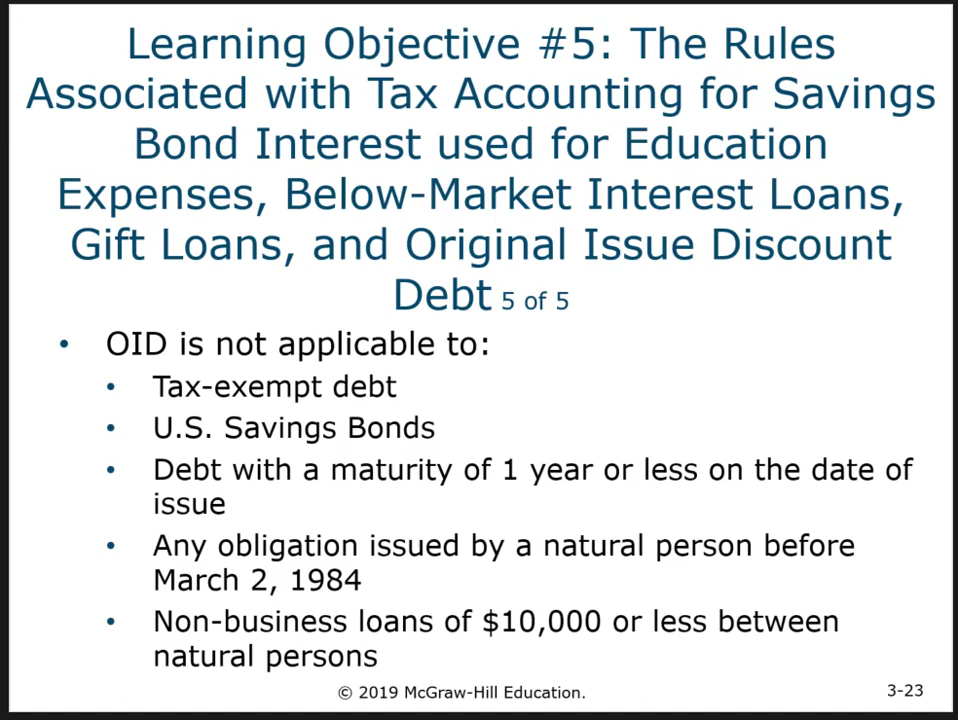 Learning Objective #5: The Rules
Associated with Tax Accounting for Savings
Bond Interest used for Education
Expenses, Below-Market Interest Loans,
Gift Loans, and Original Issue Discount
Debt 5 of 5
• OID is not applicable to:
• Tax-exempt debt
• U.S. Savings Bonds
• Debt with a maturity of 1 year or less on the date of
issue
• Any obligation issued by a natural person before
March 2, 1984
• Non-business loans of $10,000 or less between
natural persons
© 2019 McGraw-Hill Education.
3-23